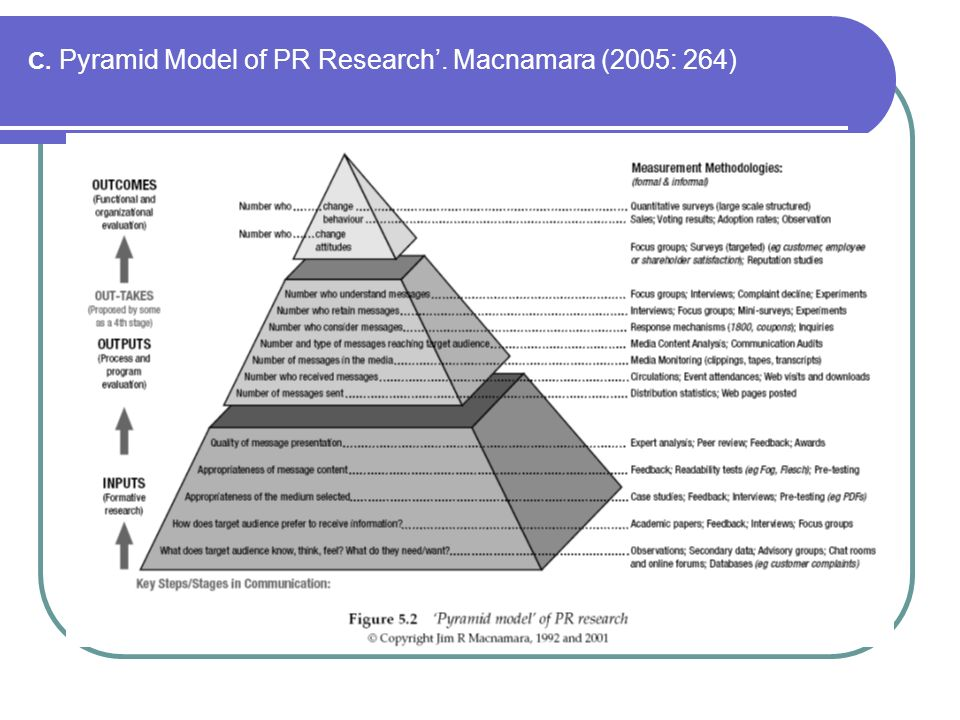 C. Pyramid Model of PR Research’. Macnamara (2005: 264)
OUTCOMES
(Functional and
organizational
evaluation)
OUT-TAKES
(Proposed by some
as a 4th stage)
OUTPUTS
(Process and
program
evaluation)
INPUTS
(Formative
research)
Number who change
behaviour
Number who change
attitudes
Number who understand messages
Number who retain messages
Number who consider messages
Number and type of messages reaching target audience
Number of messages in the media
Number who received messages
Number of messages sent
Quality of message presentation
Appropriateness of message content
Appropriateness of the medium selected
How does target audience prefer to receive information?
What does target audience know, think, feel? What do they need/want?
Key Steps/Stages in Communication:
Measurement Methodologies:
(formal & informal)
Quantitative surveys (large scale structured)
Sales; Voting results; Adoption rates; Observation
Focus groups; Surveys (targeted) (eg customer, employee
or shareholder satisfaction); Reputation studies
Focus groups; Interviews; Complaint decline; Experiments
Interviews; Focus groups; Mini-surveys; Experiments
Response mechanisms (1800, coupons); Inquiries
Media Content Analysis; Communication Audits
Media Monitoring (clippings, tapes, transcripts)
Circulations; Event attendances; Web visits and downloads
Distribution statistics; Web pages posted
Expert analysis; Peer review; Feedback; Awards
Feedback; Readability tests (eg Fog, Flesch); Pre-testing
Case studies; Feedback; Interviews; Pre-testing (eg PDFs)
Academic papers; Feedback; Interviews; Focus groups
Observations; Secondary data; Advisory groups; Chat rooms
and online forums; Databases (eg customer complaints)
Figure 5.2 ‘Pyramid model’ of PR research
© Copyright Jim R Macnamara, 1992 and 2001